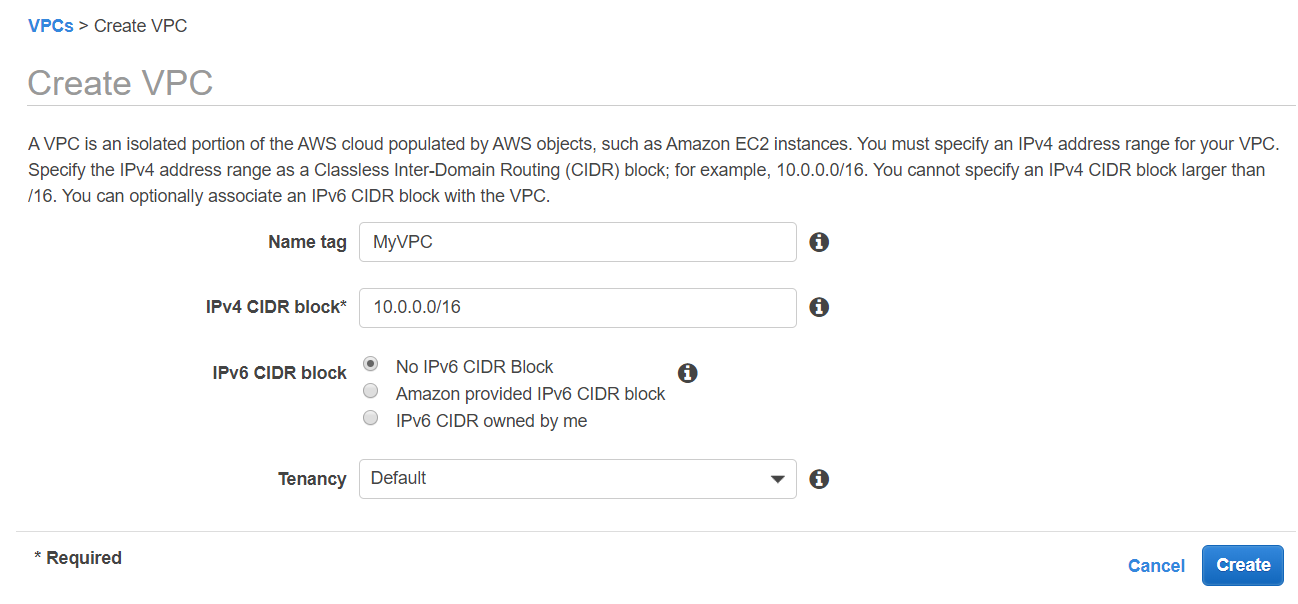 VPCs > Create VPC
Create VPC
A VPC is an isolated portion of the AWS cloud populated by AWS objects, such as Amazon EC2 instances. You must specify an IPv4 address range for your VPC.
Specify the IPv4 address range as a Classless Inter-Domain Routing (CIDR) block; for example, 10.0.0.0/16. You cannot specify an IPv4 CIDR block larger than
/16. You can optionally associate an IPv6 CIDR block with the VPC.
Name tag MyVPC
IPv4 CIDR block* 10.0.0.0/16
IPv6 CIDR block No IPv6 CIDR Block
Amazon provided IPv6 CIDR block
IPv6 CIDR owned by me
Tenancy Default
* Required
Cancel Create